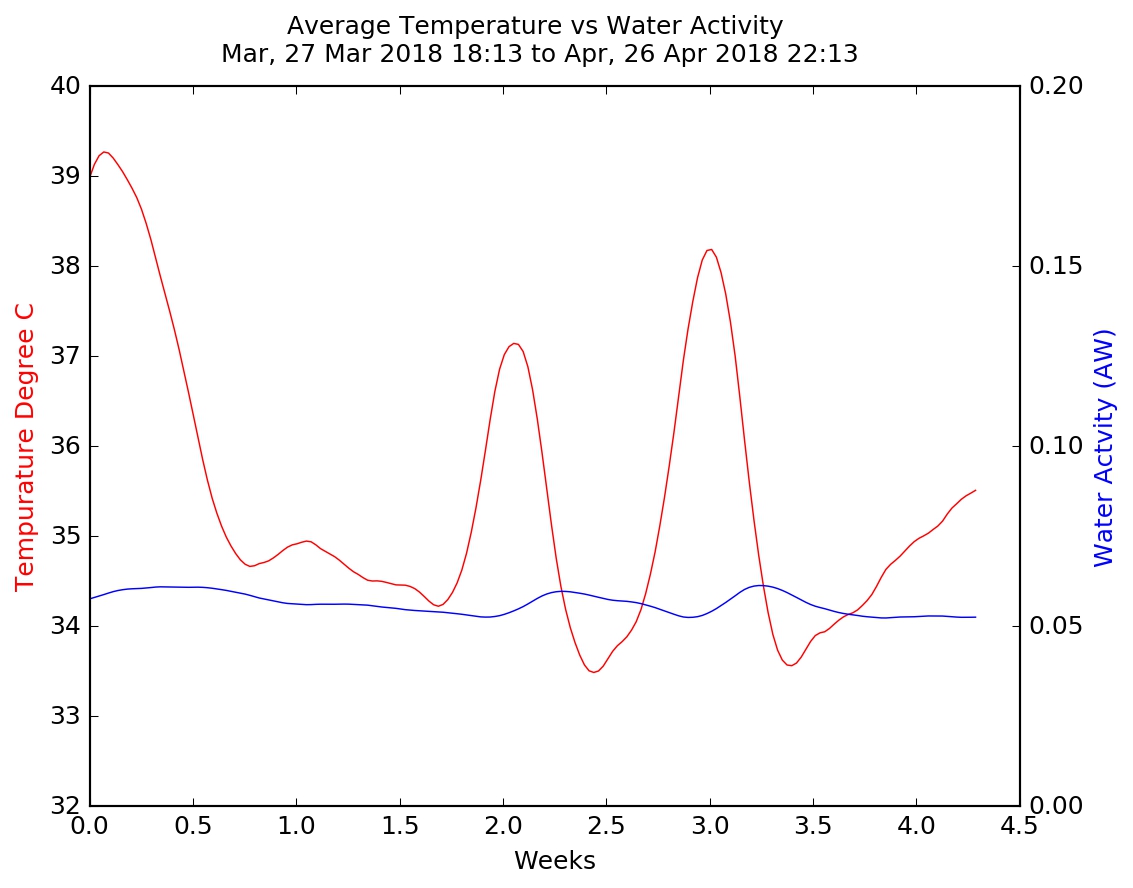 Average Temperature vs Water Activity
Mar, 27 Mar 2018 18:13 to Apr, 26 Apr 2018 22:13
40
39
38
37
36
35
34
33
32
Tempurature Degree C
0.20
0.15
0.10
0.05
0.00
Water Actvity (AW)
0.0 0.5 1.0 1.5 2.0 2.5 3.0 3.5 4.0 4.5
Weeks